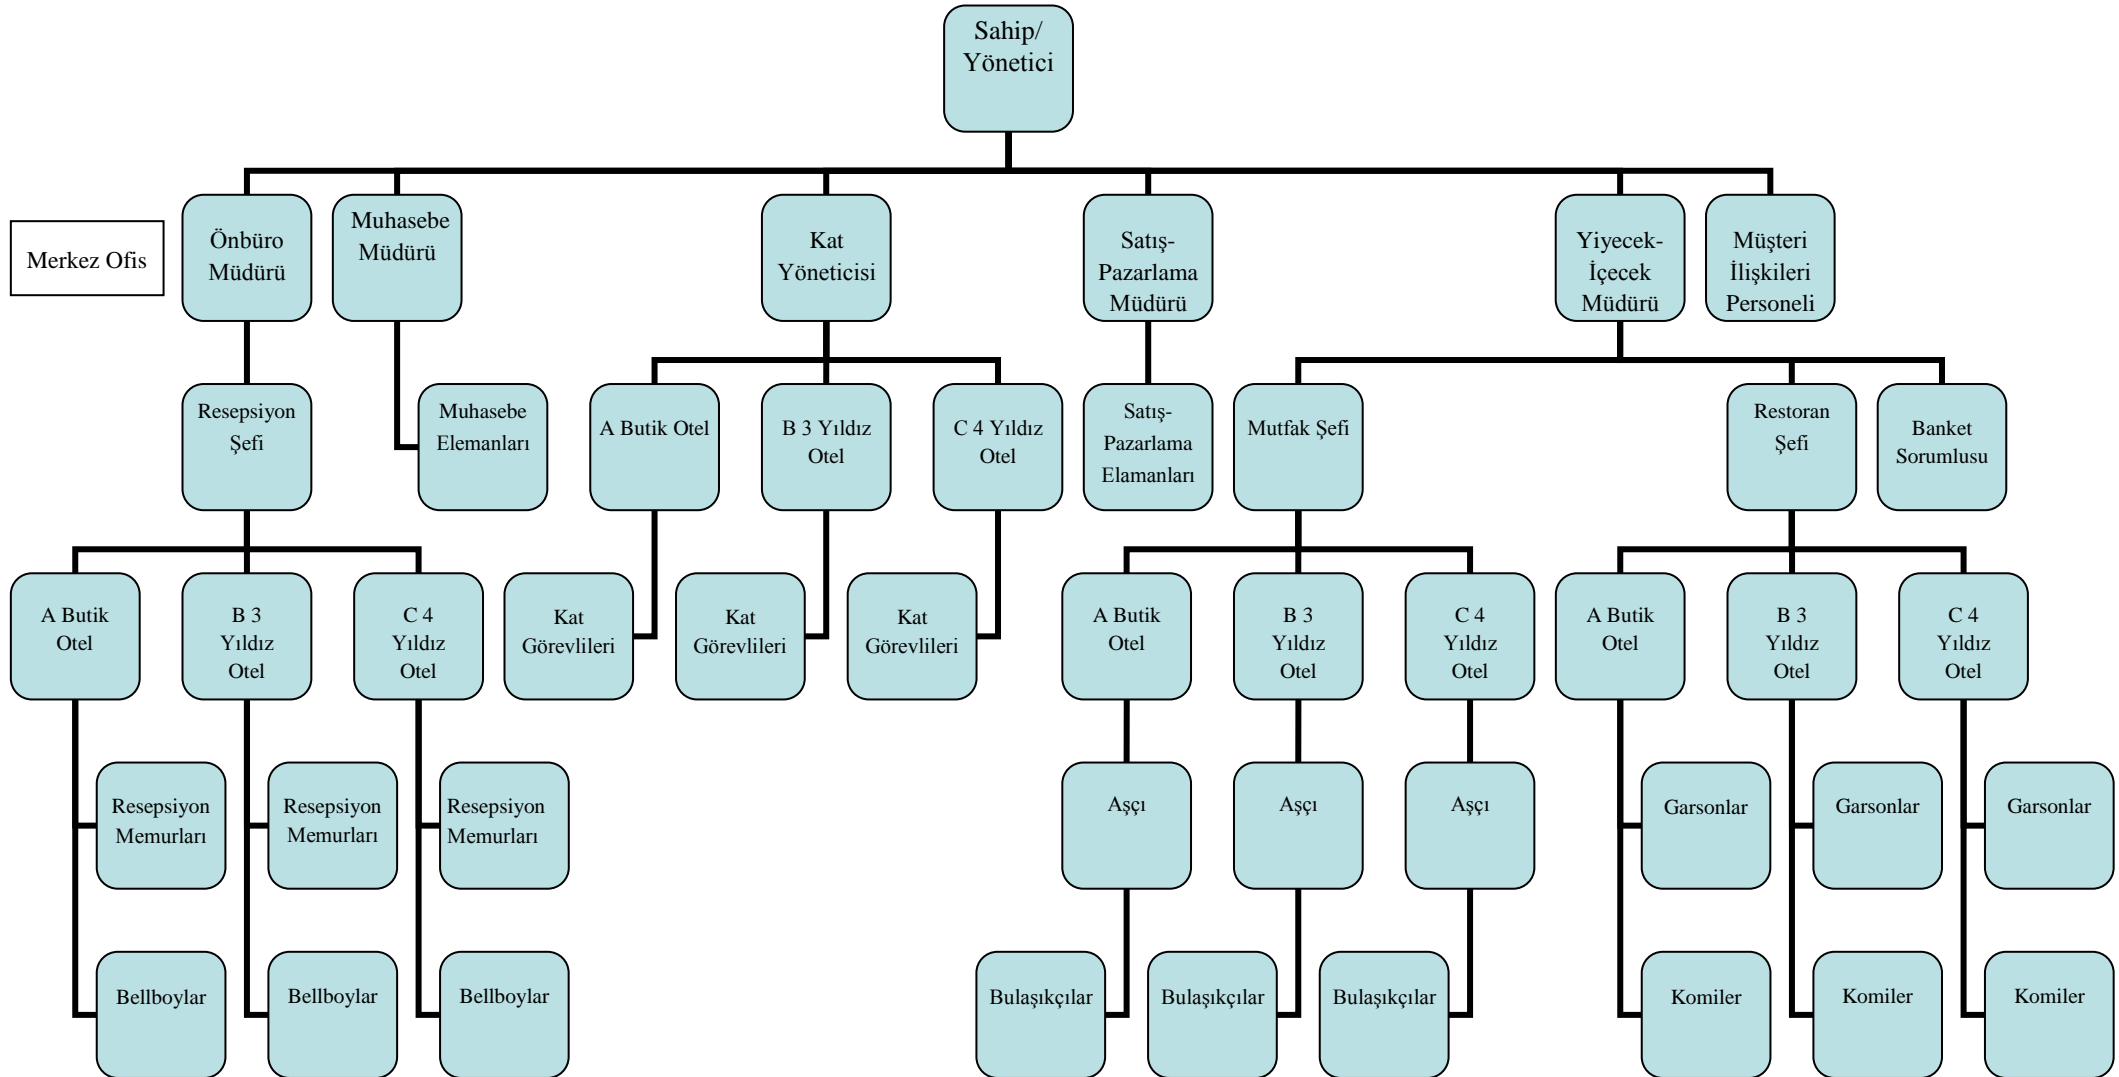 Sahip/
Yönetici
Merkez Ofis
Önbüro
Müdürü
Muhasebe
Müdürü
Kat
Yöneticisi
Satış-
Pazarlama
Müdürü
Yiyecek-
İçecek
Müdürü
Müşteri
İlişkileri
Personeli
Resepsiyon
Şefi
Muhasebe
Elemanları
A Butik Otel
B 3 Yıldız
Otel
C 4 Yıldız
Otel
Satış-
Pazarlama
Elamanları
Mutfak Şefi
Restoran
Şefi
Banket
Sorumlusu
A Butik
Otel
B 3
Yıldız
Otel
C 4
Yıldız
Otel
Kat
Görevlileri
Kat
Görevlileri
Kat
Görevlileri
A Butik
Otel
B 3
Yıldız
Otel
C 4
Yıldız
Otel
A Butik
Otel
B 3
Yıldız
Otel
C 4
Yıldız
Otel
Resepsiyon
Memurları
Resepsiyon
Memurları
Resepsiyon
Memurları
Aşçı
Aşçı
Aşçı
Garsonlar
Garsonlar
Garsonlar
Bellboylar
Bellboylar
Bellboylar
Bulaşıkçılar
Bulaşıkçılar
Bulaşıkçılar
Komiler
Komiler
Komiler